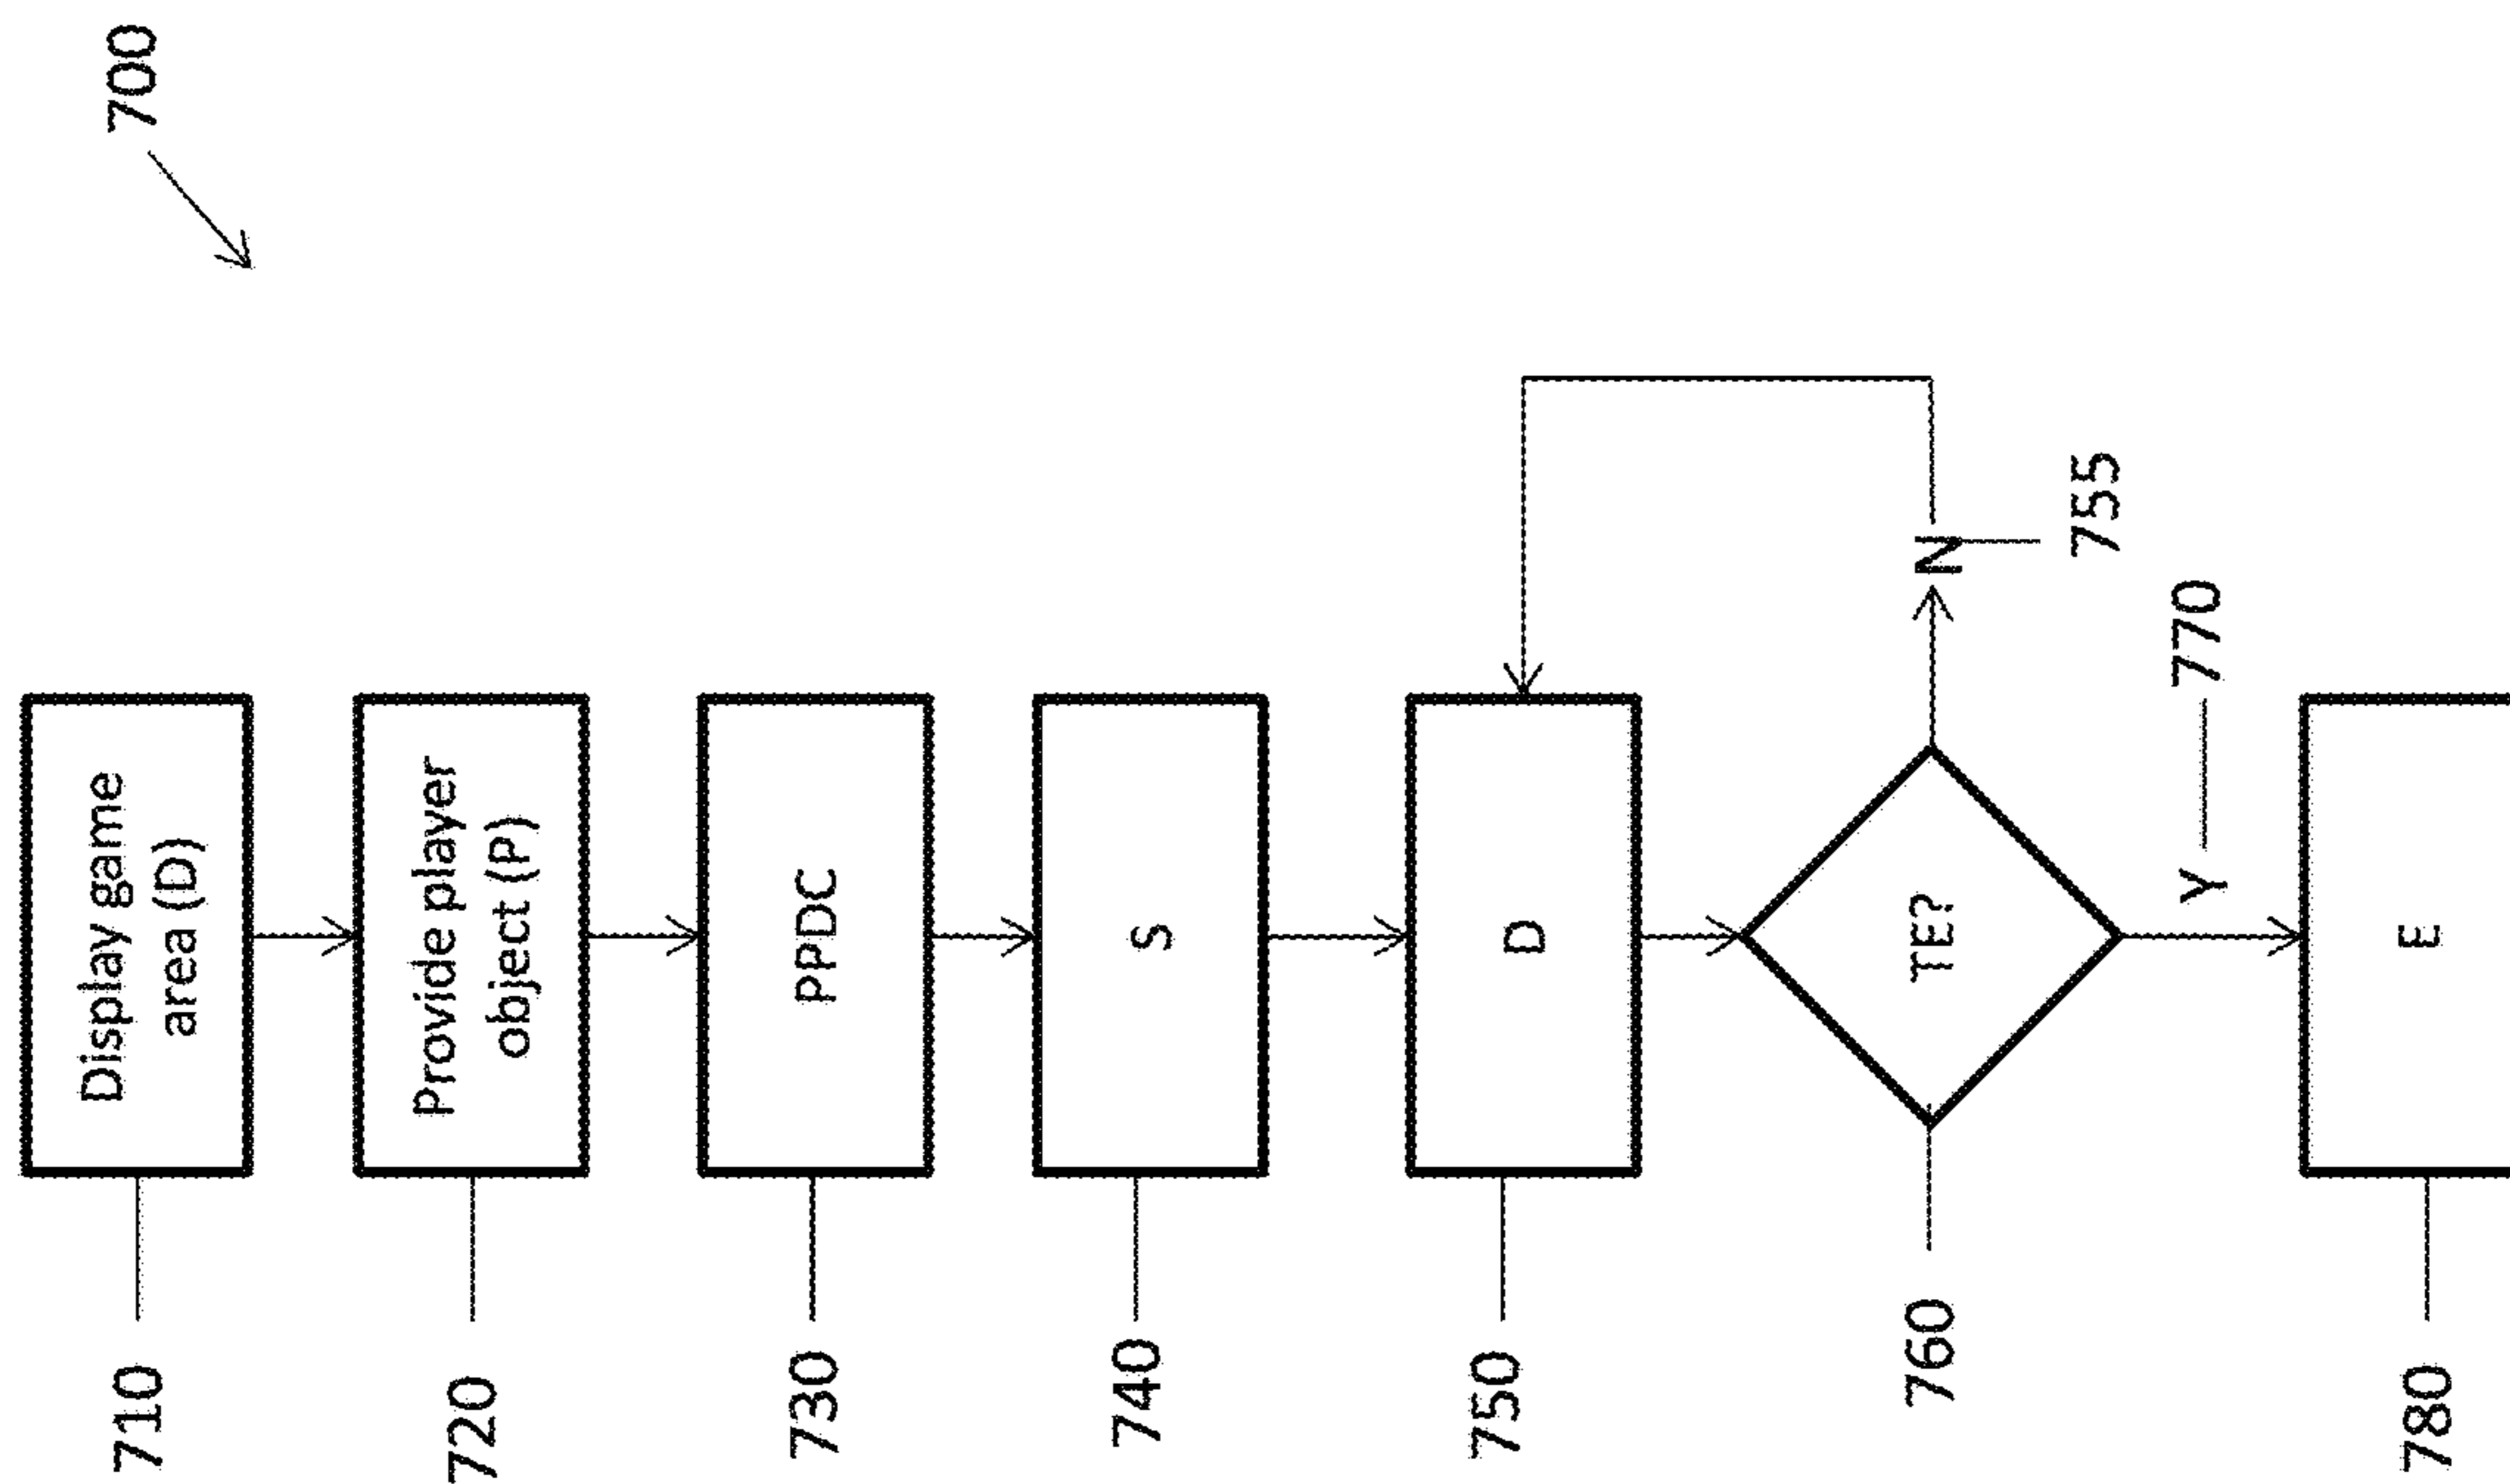 700
710
Display game
area (D)
720
Provide player
object (P)
730
PPDC
740
S
750
D
760
TE?
N
755
Y
770
780
E